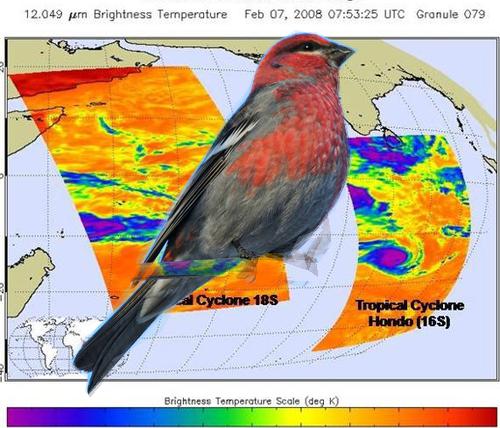 12.049 µm Brightness Temperature Feb 07, 2008 07:53:25 UTC Granule 079
al Cyclone 18S
Tropical Cyclone
Hondo (16S)
Brightness Temperature Scale (deg K)